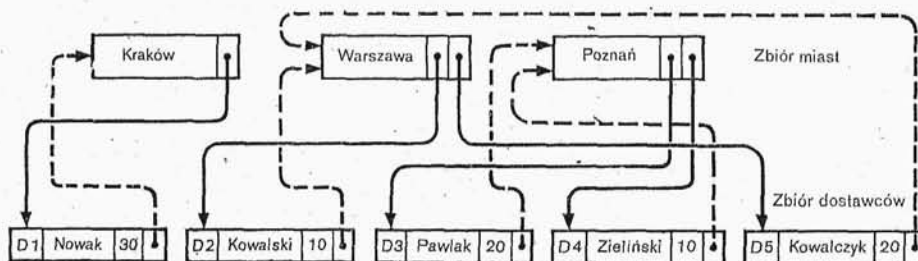 Kraków Warszawa Poznań Zbiór miast
Zbiór dostawców
D1 Nowak 30 D2 Kowalski 10 D3 Pawlak 20 D4 Zieliński 10 D5 Kowalczyk 20